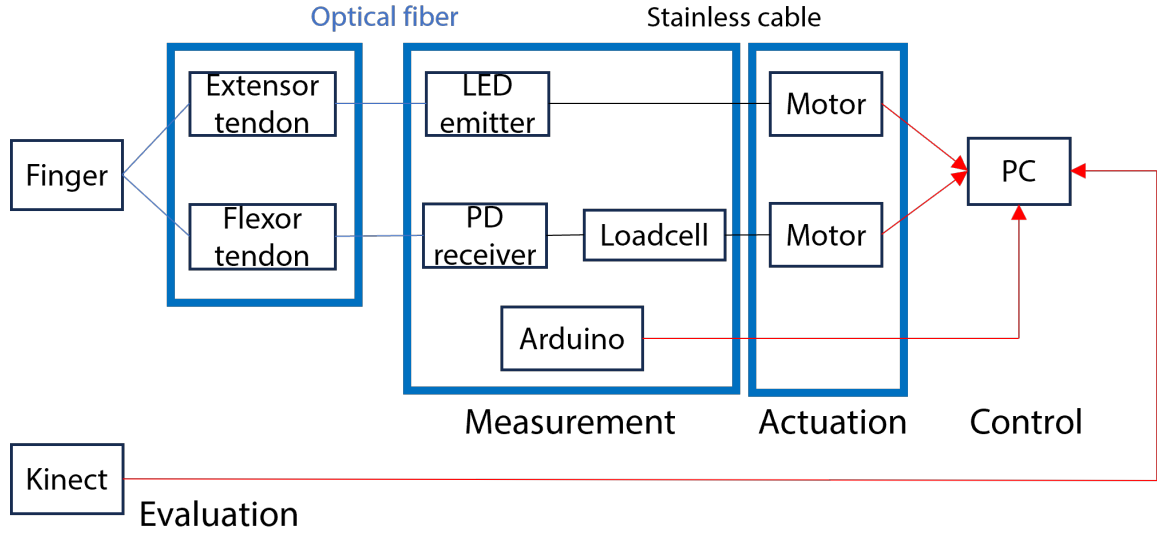 Optical fiber
Stainless cable
Extensor
tendon
LED
emitter
Motor
Finger
PC
Flexor
tendon
PD
receiver
Loadcell
Motor
Arduino
Measurement
Actuation
Control
Kinect
Evaluation